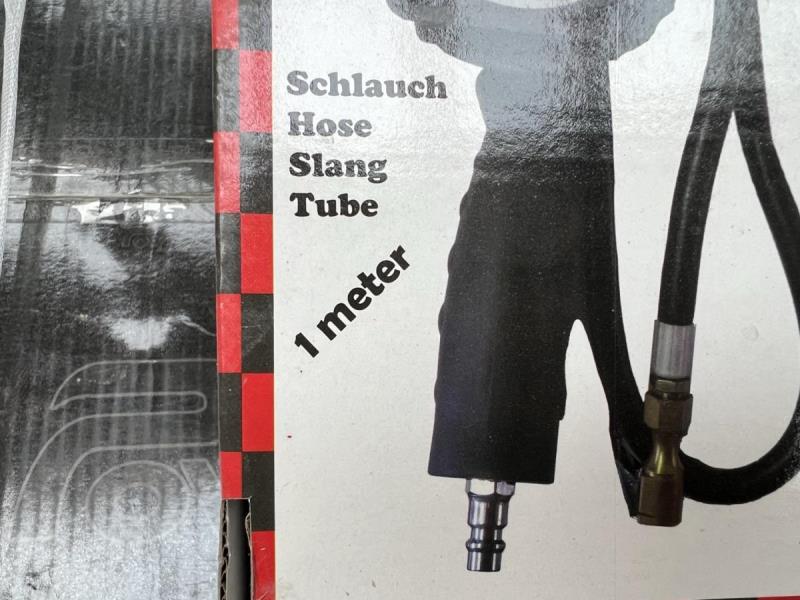 Schlauch
Hose
Slang
Tube
1 meter